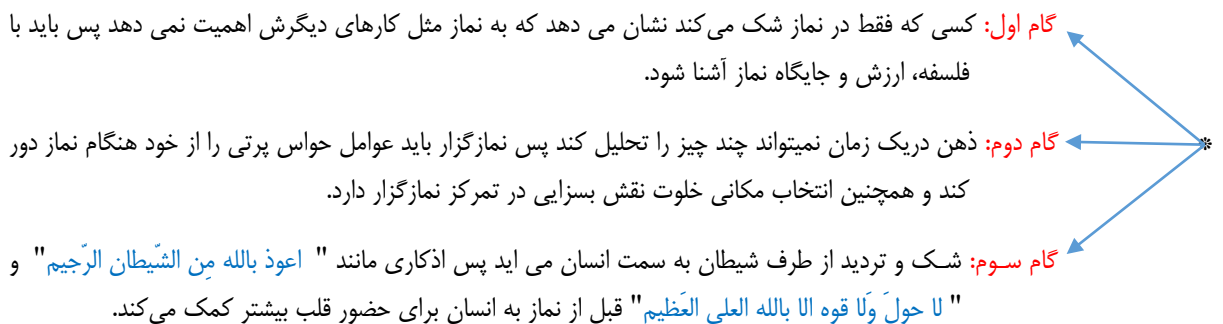 گام اول: کسی که فقط در نماز شک می‌کند نشان می دهد که به نماز مثل کارهای دیگرش اهمیت نمی دهد پس باید با
فلسفه، ارزش و جایگاه نماز آشنا شود.
*
گام دوم: ذهن دریک زمان نمیتواند چند چیز را تحلیل کند پس نمازگزار باید عوامل حواس پرتی را از خود هنگام نماز دور
کند و همچنین انتخاب مکانی خلوت نقش بسزایی در تمرکز نمازگزار دارد.
گام سوم: شک و تردید از طرف شیطان به سمت انسان می اید پس اذکاری مانند " اعوذ بالله مِن الشّیطان الرّجیم" و
" لا حولَ وَلا قوه الا بالله العلی العَظیم" قبل از نماز به انسان برای حضور قلب بیشتر کمک می‌کند.